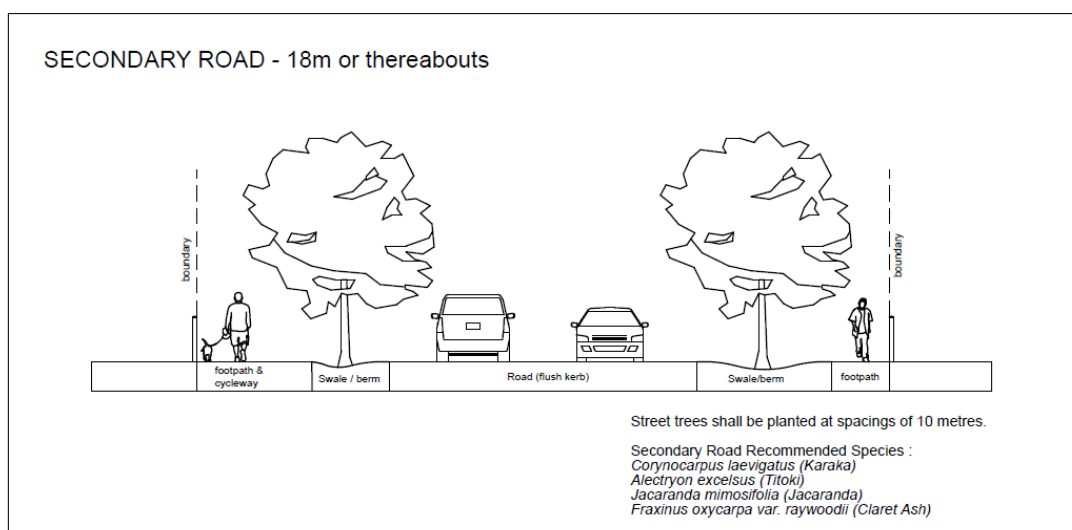 SECONDARY ROAD - 18m or thereabouts
boundary
boundary
footpath &
cycleway
Swale / berm
Road (flush kerb)
Swale/berm
footpath
Street trees shall be planted at spacings of 10 metres.
Secondary Road Recommended Species :
Corynocarpus laevigatus (Karaka)
Alectryon excelsus (Titoki)
Jacaranda mimosifolia (Jacaranda)
Fraxinus oxycarpa var. raywoodii (Claret Ash)